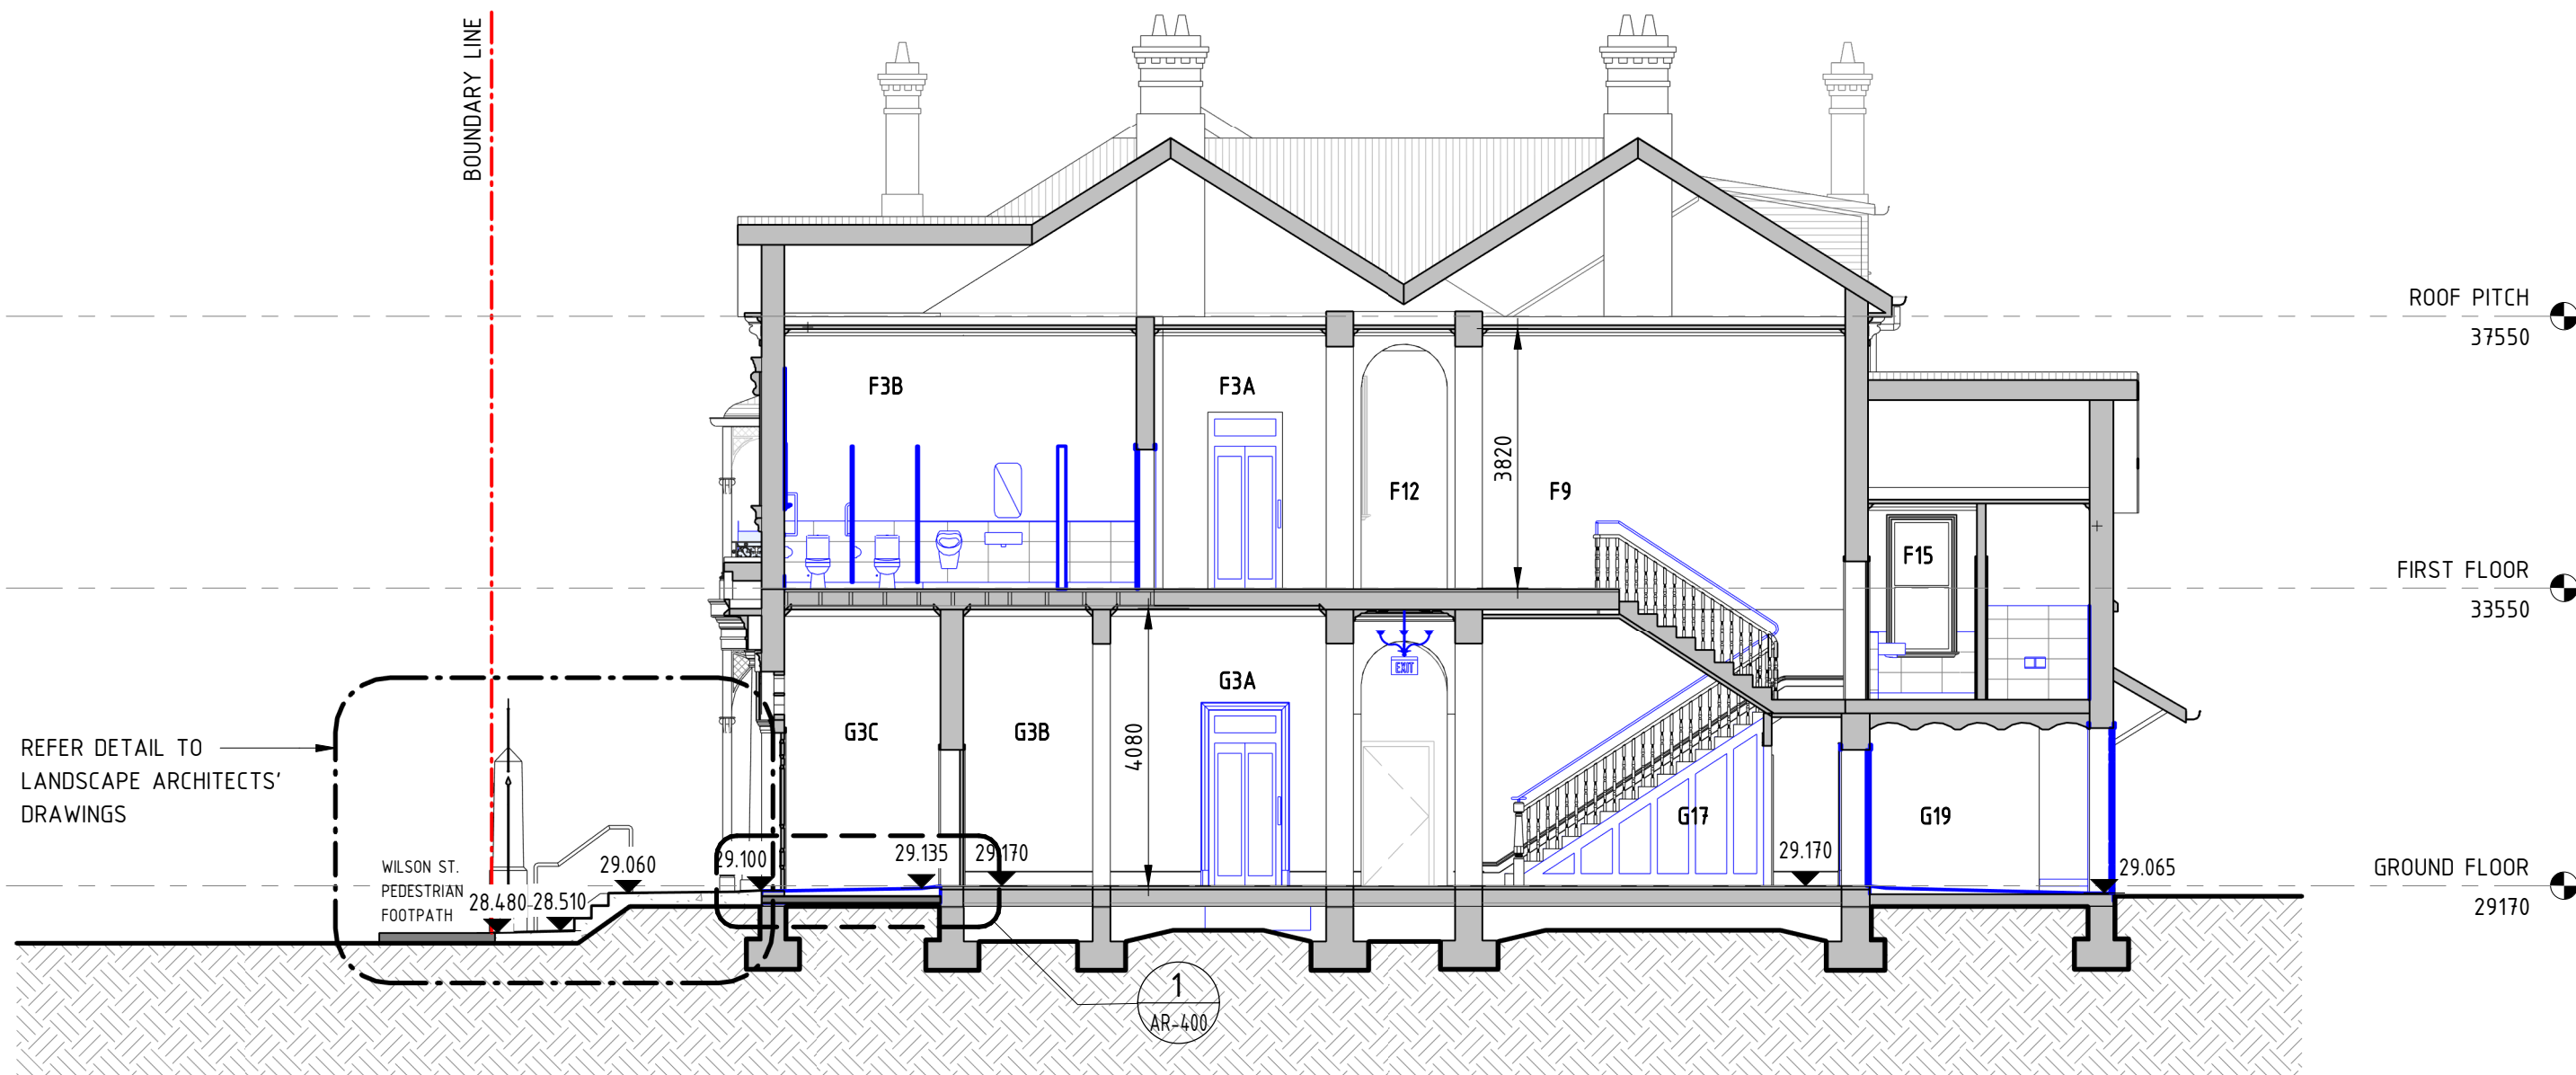 BOUNDARY LINE
ROOF PITCH
37550
F3B
F3A
F12
3820
F9
F15
FIRST FLOOR
33550
EXIT
G3C
G3B
G3A
4080
G17
G19
REFER DETAIL TO
LANDSCAPE ARCHITECTS'
DRAWINGS
WILSON ST.
PEDESTRIAN
FOOTPATH
28.480
28.510
29.060
29.100
29.135
29.170
29.170
29.065
GROUND FLOOR
29170
1
AR-400